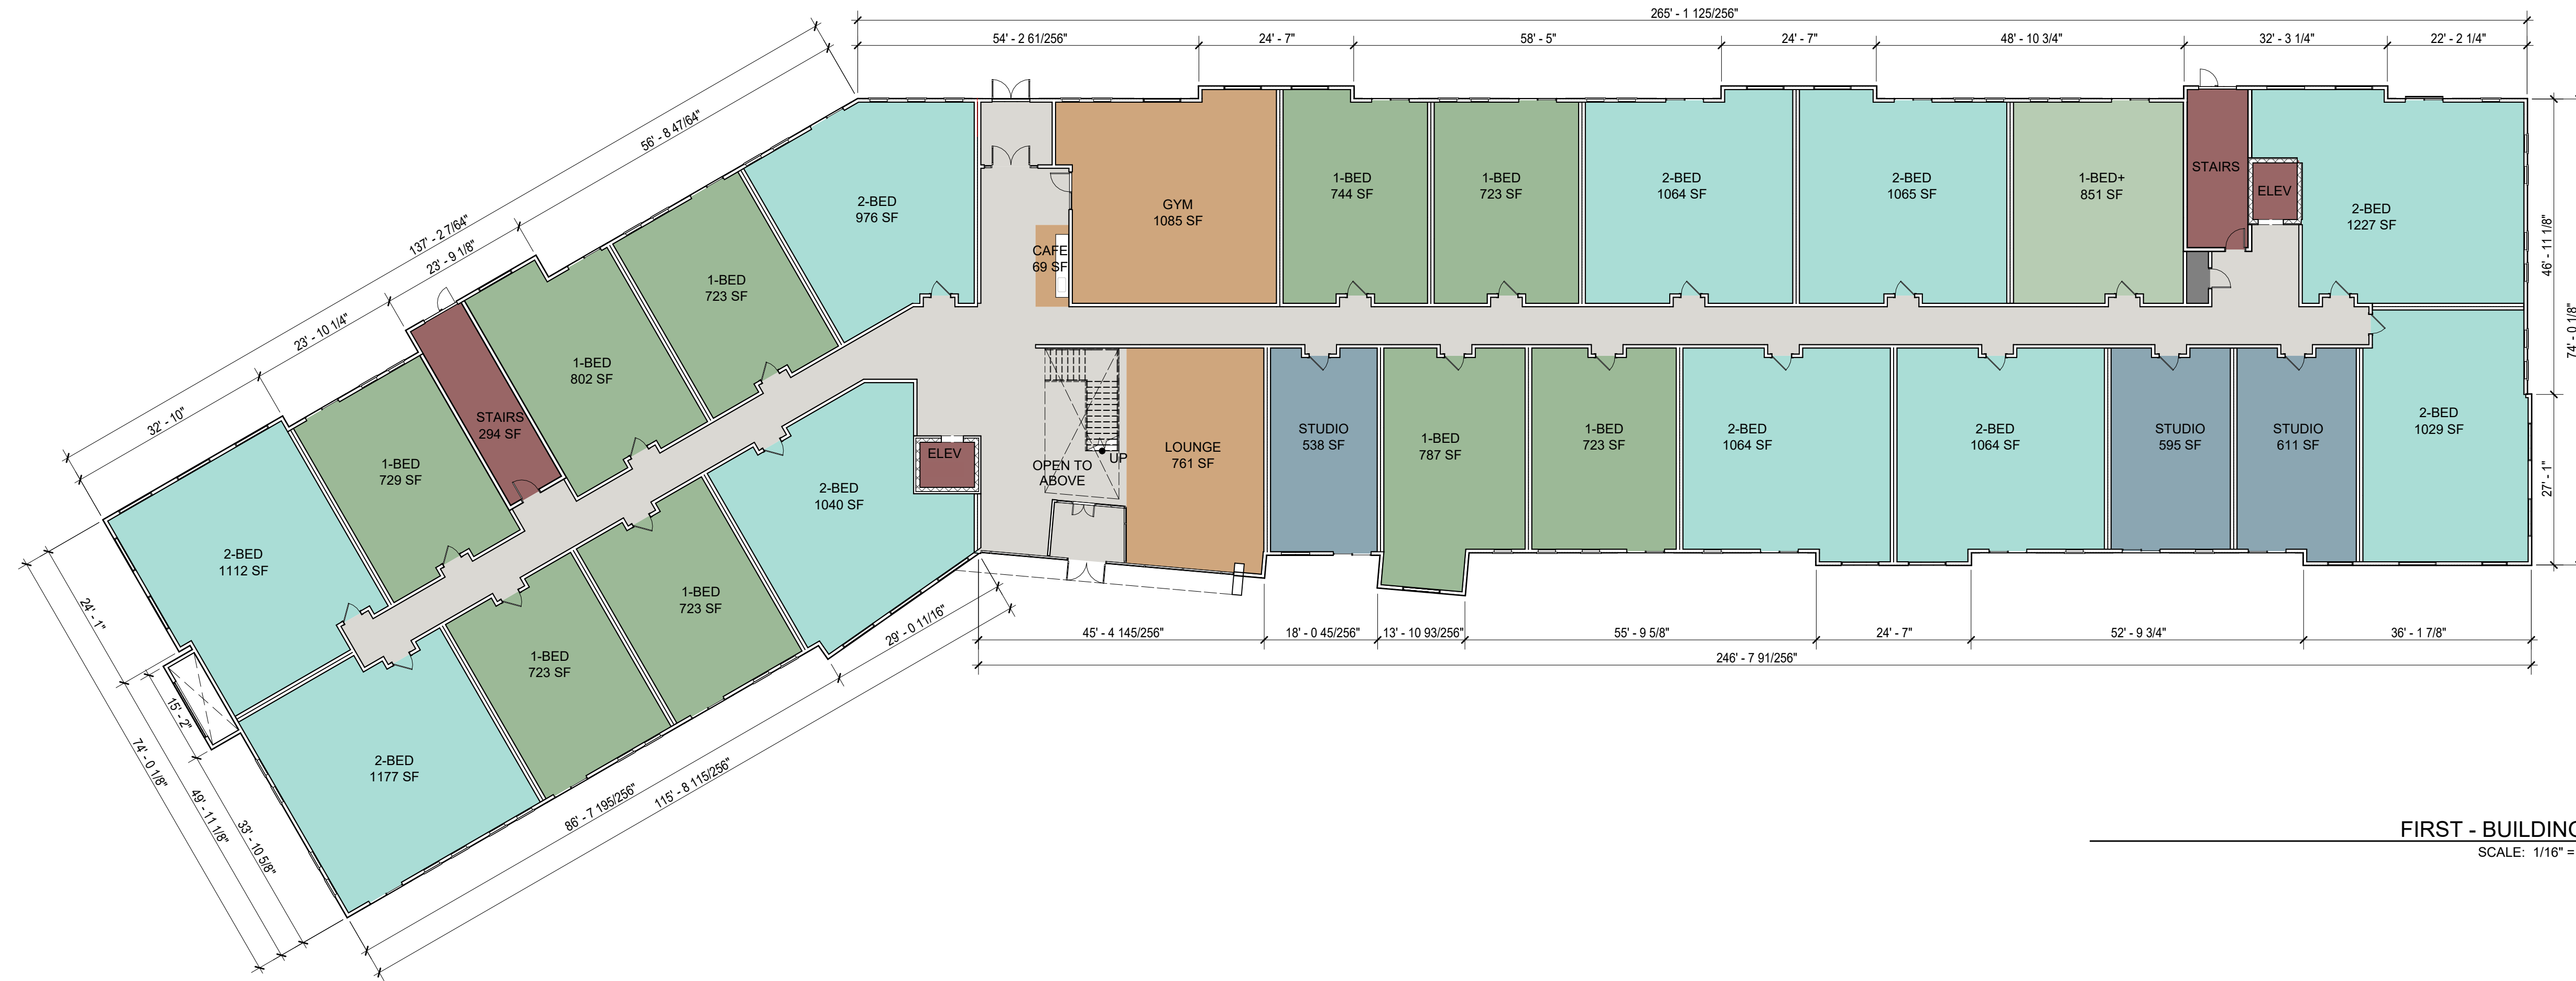 265' - 1 125/256"
54' - 2 61/256"
24' - 7"
58' - 5"
24' - 7"
48' - 10 3/4"
32' - 3 1/4"
22' - 2 1/4"
56' - 8 47/64"
137' - 2 7/64"
23' - 9 1/8"
23' - 10 1/4"
32' - 10"
2-BED
976 SF
1-BED
723 SF
1-BED
802 SF
STAIRS
294 SF
1-BED
729 SF
2-BED
1112 SF
2-BED
1177 SF
1-BED
723 SF
1-BED
723 SF
2-BED
1040 SF
ELEV
CAFE
69 SF
GYM
1085 SF
1-BED
744 SF
1-BED
723 SF
2-BED
1064 SF
2-BED
1065 SF
1-BED+
851 SF
STAIRS
ELEV
2-BED
1227 SF
OPEN TO
ABOVE
UP
LOUNGE
761 SF
STUDIO
538 SF
1-BED
787 SF
1-BED
723 SF
2-BED
1064 SF
2-BED
1064 SF
STUDIO
595 SF
STUDIO
611 SF
2-BED
1029 SF
46' - 11 1/8"
74' - 0 1/8"
27' - 1"
24' - 1"
15' - 2"
74' - 0 1/8"
49' - 11 1/8"
33' - 10 5/8"
86' - 7 195/256"
115' - 8 115/256"
29' - 0 11/16"
45' - 4 145/256"
18' - 0 45/256"
13' - 10 93/256"
55' - 9 5/8"
24' - 7"
52' - 9 3/4"
36' - 1 7/8"
246' - 7 91/256"
FIRST - BUILDING
SCALE: 1/16" =